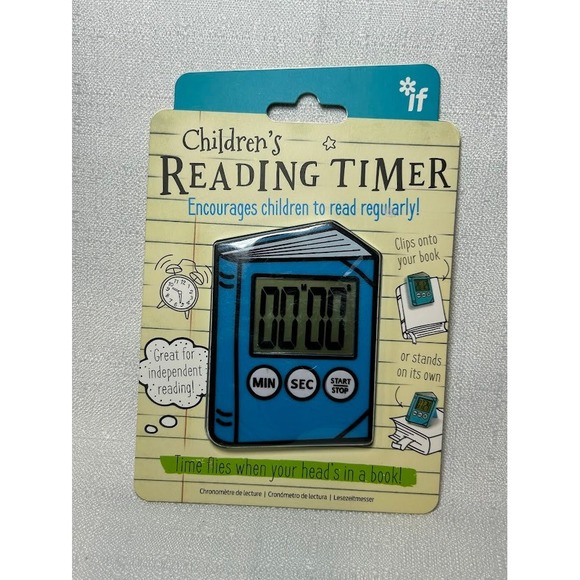 *if
Children's
READING TIMER
Encourages children to read regularly!
Clips onto
your book
00'00"
Great for
independent
reading!
MIN
SEC
START
STOP
or stands
on its own
Time flies when your head's in a book!
Chronomètre de lecture | Cronómetro de lectura | Lesezeitmesser